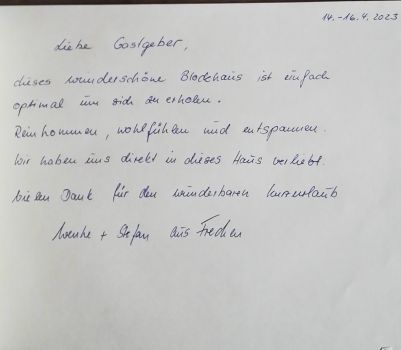 14.-16.4.2023
Liebe Gastgeber,
dieses wunderschöne Blockhaus ist einfach
optimal um sich zu erholen.
Reinkommen, wohlfühlen und entspannen.
Wir haben uns direkt in dieses Haus verliebt.
Vielen Dank für den wunderbaren Kurzurlaub
+ Stefan aus Frechen